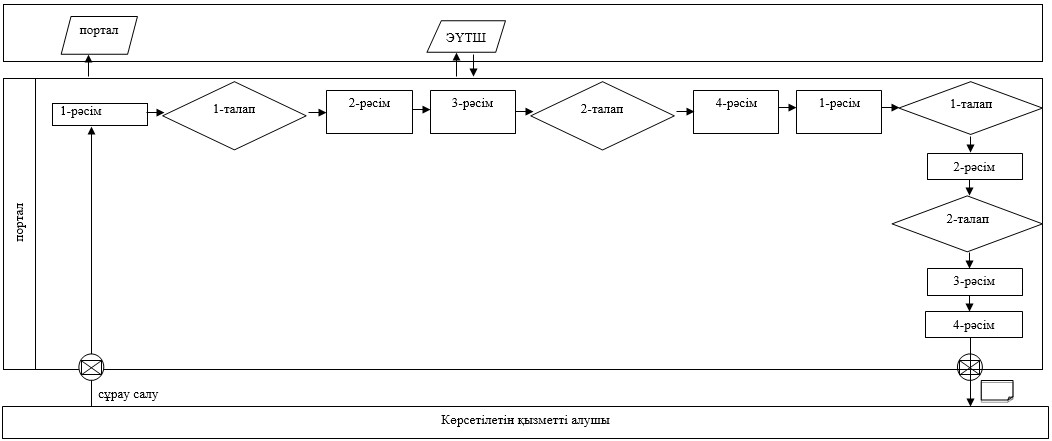 портал
ЭҮТШ
1-рәсім
1-талап
2-рәсім
3-рәсім
2-талап
4-рәсім
1-рәсім
1-талап
2-рәсім
2-талап
3-рәсім
4-рәсім
портал
сұрау салу
Көрсетілетін қызметті алушы